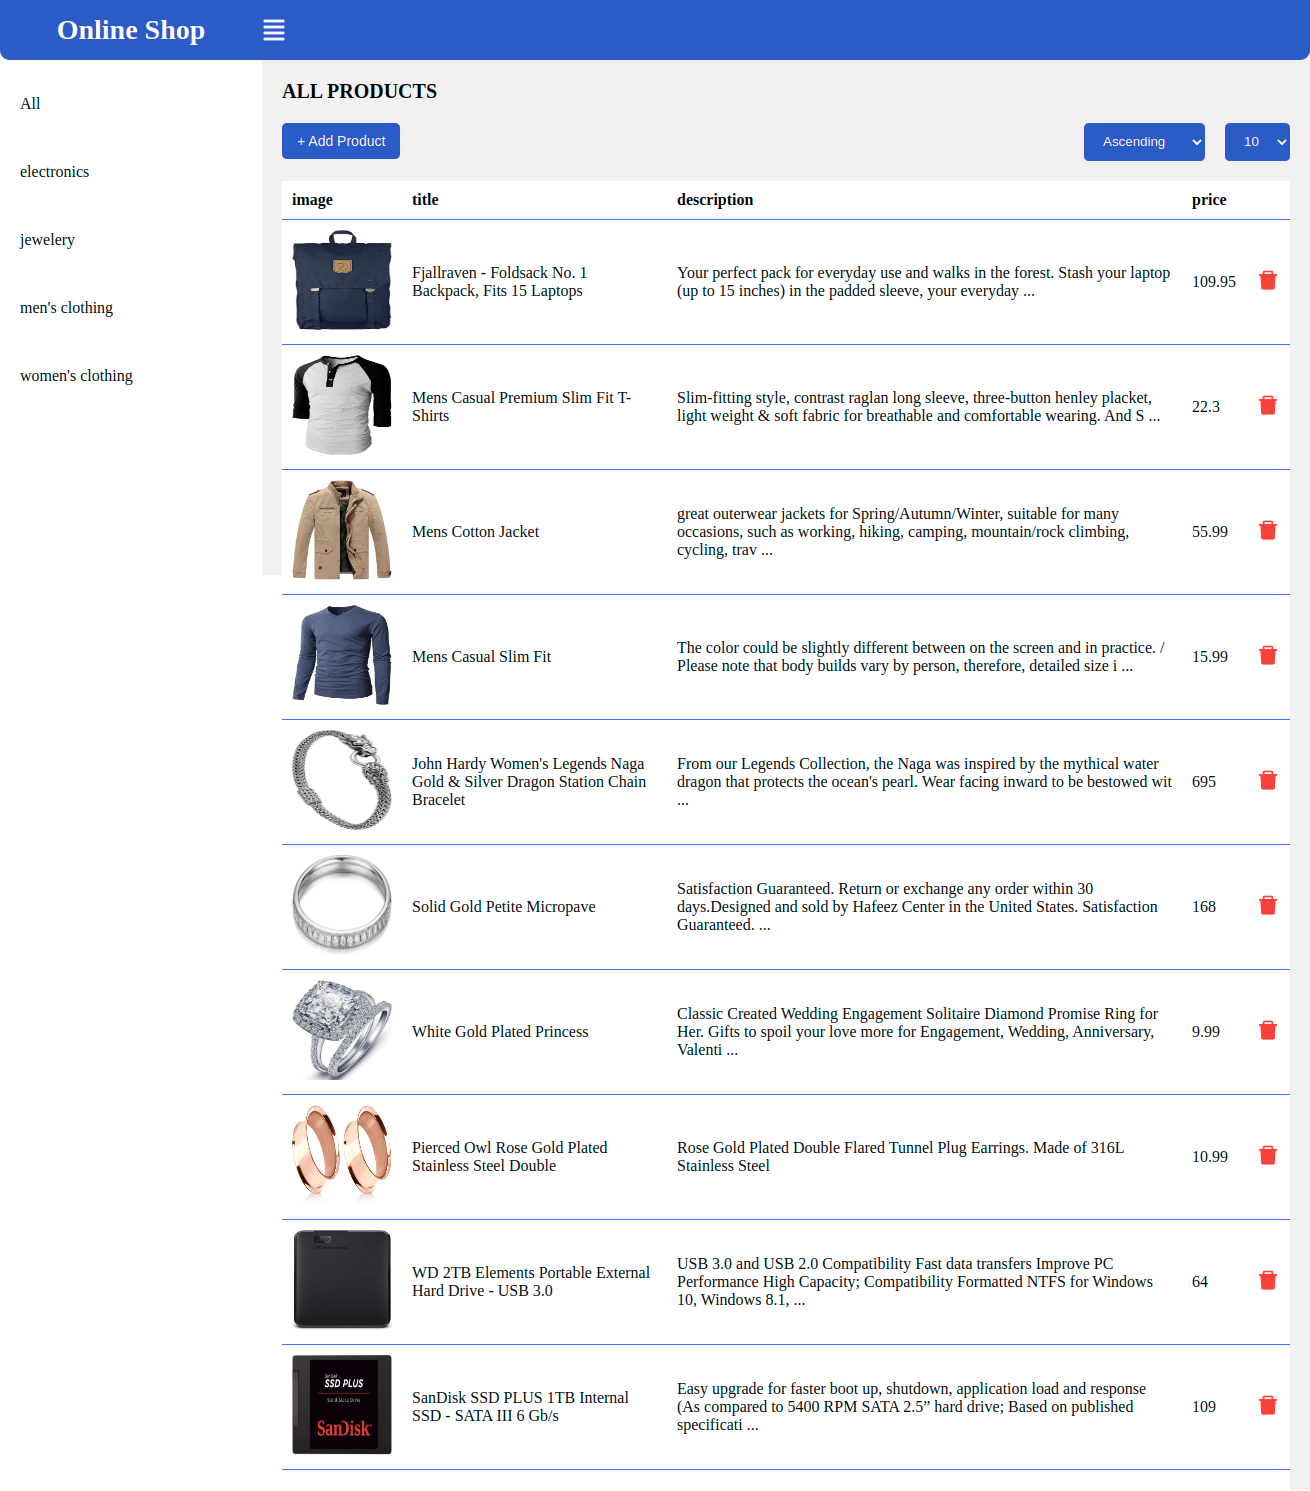 Online Shop
All
electronics
jewelery
men's clothing
women's clothing
ALL PRODUCTS
+ Add Product
Ascending
10
image title description price
Fjallraven - Foldsack No. 1
Backpack, Fits 15 Laptops
Your perfect pack for everyday use and walks in the forest. Stash your laptop
(up to 15 inches) in the padded sleeve, your everyday ...
109.95
Mens Casual Premium Slim Fit T-
Shirts
Slim-fitting style, contrast raglan long sleeve, three-button henley placket,
light weight & soft fabric for breathable and comfortable wearing. And S ...
22.3
Mens Cotton Jacket
great outerwear jackets for Spring/Autumn/Winter, suitable for many
occasions, such as working, hiking, camping, mountain/rock climbing,
cycling, trav ...
55.99
Mens Casual Slim Fit
The color could be slightly different between on the screen and in practice. /
Please note that body builds vary by person, therefore, detailed size i ...
15.99
John Hardy Women's Legends Naga
Gold & Silver Dragon Station Chain
Bracelet
From our Legends Collection, the Naga was inspired by the mythical water
dragon that protects the ocean's pearl. Wear facing inward to be bestowed wit
...
695
Solid Gold Petite Micropave
Satisfaction Guaranteed. Return or exchange any order within 30
days.Designed and sold by Hafeez Center in the United States. Satisfaction
Guaranteed. ...
168
White Gold Plated Princess
Classic Created Wedding Engagement Solitaire Diamond Promise Ring for
Her. Gifts to spoil your love more for Engagement, Wedding, Anniversary,
Valenti ...
9.99
Pierced Owl Rose Gold Plated
Stainless Steel Double
Rose Gold Plated Double Flared Tunnel Plug Earrings. Made of 316L
Stainless Steel
10.99
WD 2TB Elements Portable External
Hard Drive - USB 3.0
USB 3.0 and USB 2.0 Compatibility Fast data transfers Improve PC
Performance High Capacity; Compatibility Formatted NTFS for Windows
10, Windows 8.1, ...
64
SanDisk
SSD PLUS
Solid State Drive
SanDisk
SanDisk SSD PLUS 1TB Internal
SSD - SATA III 6 Gb/s
Easy upgrade for faster boot up, shutdown, application load and response
(As compared to 5400 RPM SATA 2.5” hard drive; Based on published
specificati ...
109